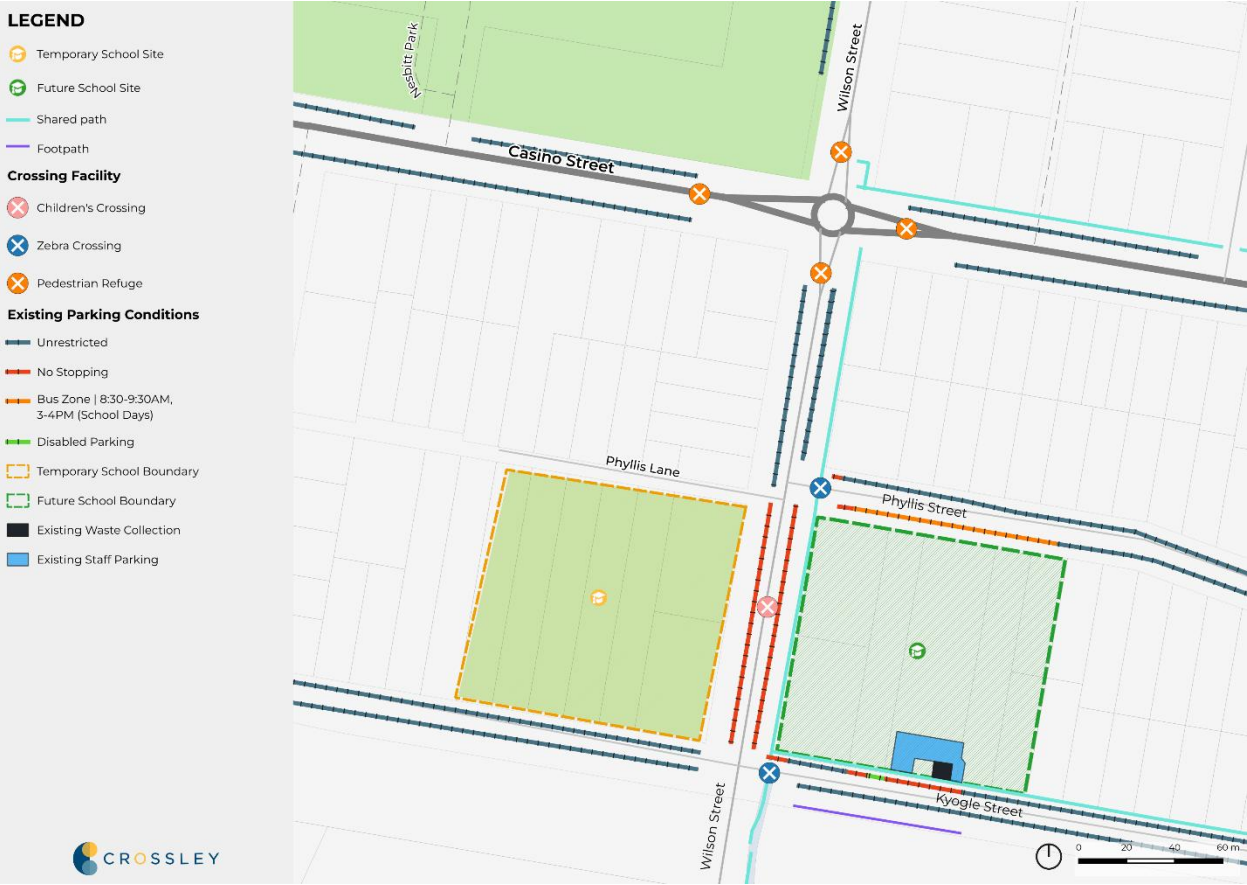 LEGEND
Temporary School Site
Future School Site
Shared path
Footpath
Crossing Facility
Children's Crossing
Zebra Crossing
Pedestrian Refuge
Existing Parking Conditions
Unrestricted
No Stopping
Bus Zone | 8:30-9:30AM,
3-4PM (School Days)
Disabled Parking
Temporary School Boundary
Future School Boundary
Existing Waste Collection
Existing Staff Parking
CROSSLEY
Nesbitt Park
Wilson Street
Casino Street
Phyllis Lane
Phyllis Street
Kyogle Street
Wilson Street
0 20 40 60 m